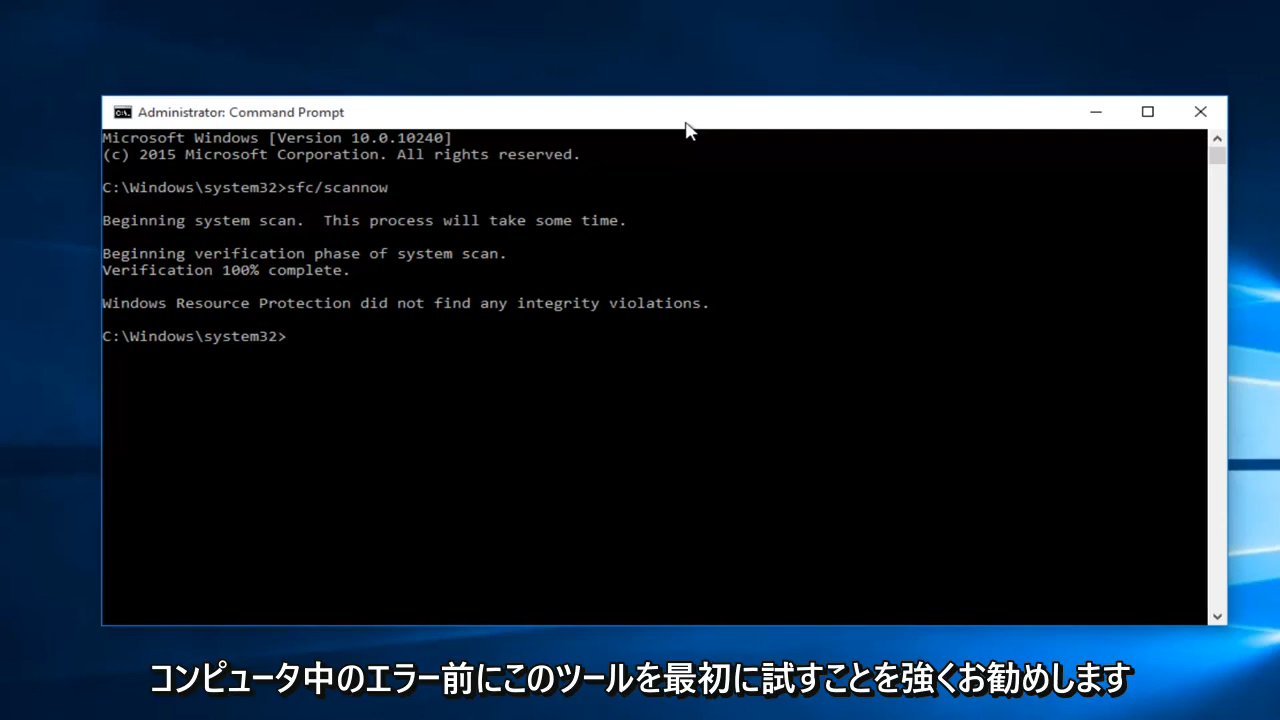 Administrator: Command Prompt
Microsoft Windows [Version 10.0.10240]
(c) 2015 Microsoft Corporation. All rights reserved.
C:\Windows\system32>sfc/scannow
Beginning system scan.  This process will take some time.
Beginning verification phase of system scan.
Verification 100% complete.
Windows Resource Protection did not find any integrity violations.
C:\Windows\system32>
コンピュータ中のエラー前にこのツールを最初に試すことを強くお勧めします